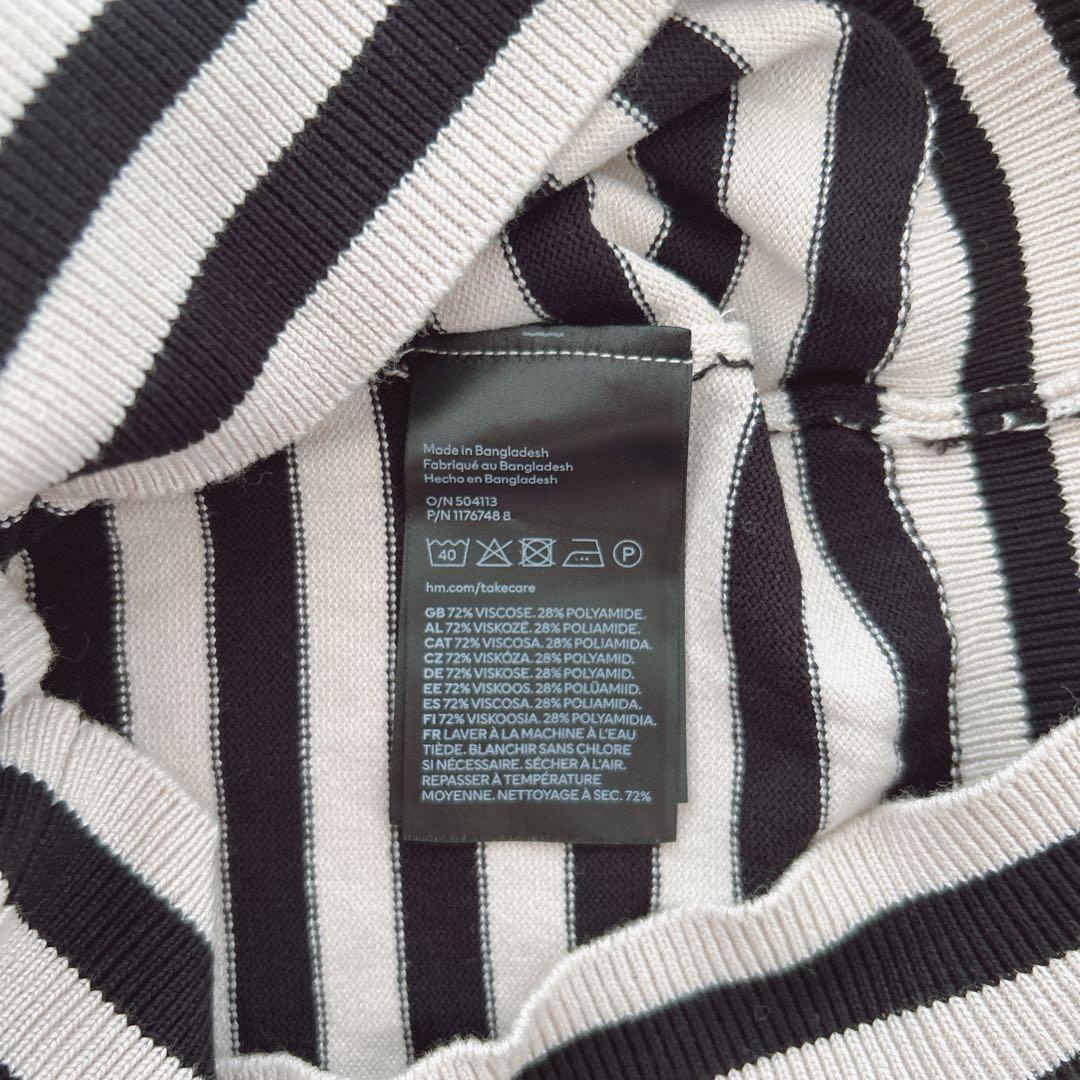 Made in Bangladesh
Fabriqué au Bangladesh
Hecho en Bangladesh
O/N 504113
P/N 1176748 8
40 P
hm.com/takecare
GB 72% VISCOSE. 28% POLYAMIDE.
AL 72% VISKOZË. 28% POLIAMIDE.
CAT 72% VISCOSA. 28% POLIAMIDA.
CZ 72% VISKÓZA. 28% POLYAMID.
DE 72% VISKOSE. 28% POLYAMID.
EE 72% VISKOOS. 28% POLÜAMIID.
ES 72% VISCOSA. 28% POLIAMIDA.
FI 72% VISKOOSIA. 28% POLYAMIDIA.
FR LAVER À LA MACHINE À L'EAU
TIÈDE. BLANCHIR SANS CHLORE
SI NÉCESSAIRE. SÉCHER À L'AIR.
REPASSER À TEMPÉRATURE
MOYENNE. NETTOYAGE À SEC. 72%